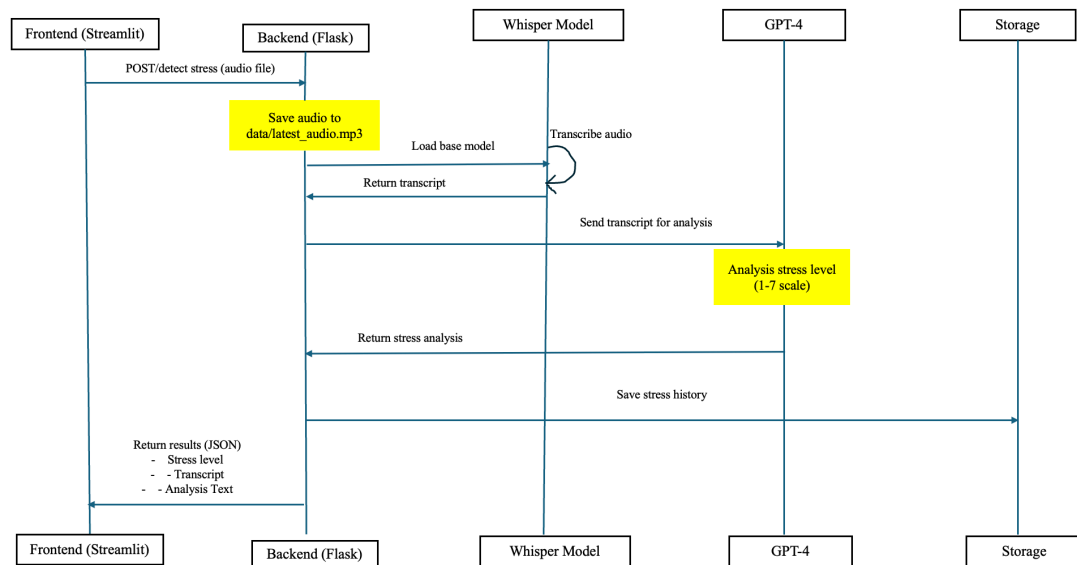 Frontend (Streamlit)
Backend (Flask)
Whisper Model
GPT-4
Storage
POST/detect stress (audio file)
Save audio to
data/latest_audio.mp3
Transcribe audio
Load base model
Return transcript
Send transcript for analysis
Analysis stress level
(1-7 scale)
Return stress analysis
Save stress history
Return results (JSON)
- Stress level
- - Transcript
- - Analysis Text
Frontend (Streamlit)
Backend (Flask)
Whisper Model
GPT-4
Storage